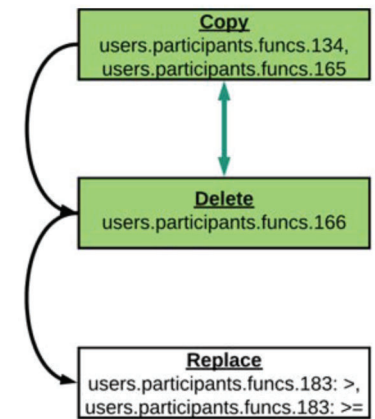 Copy
users.participants.funcs.134,
users.participants.funcs.165
Delete
users.participants.funcs.166
Replace
users.participants.funcs.183: >,
users.participants.funcs.183: >=